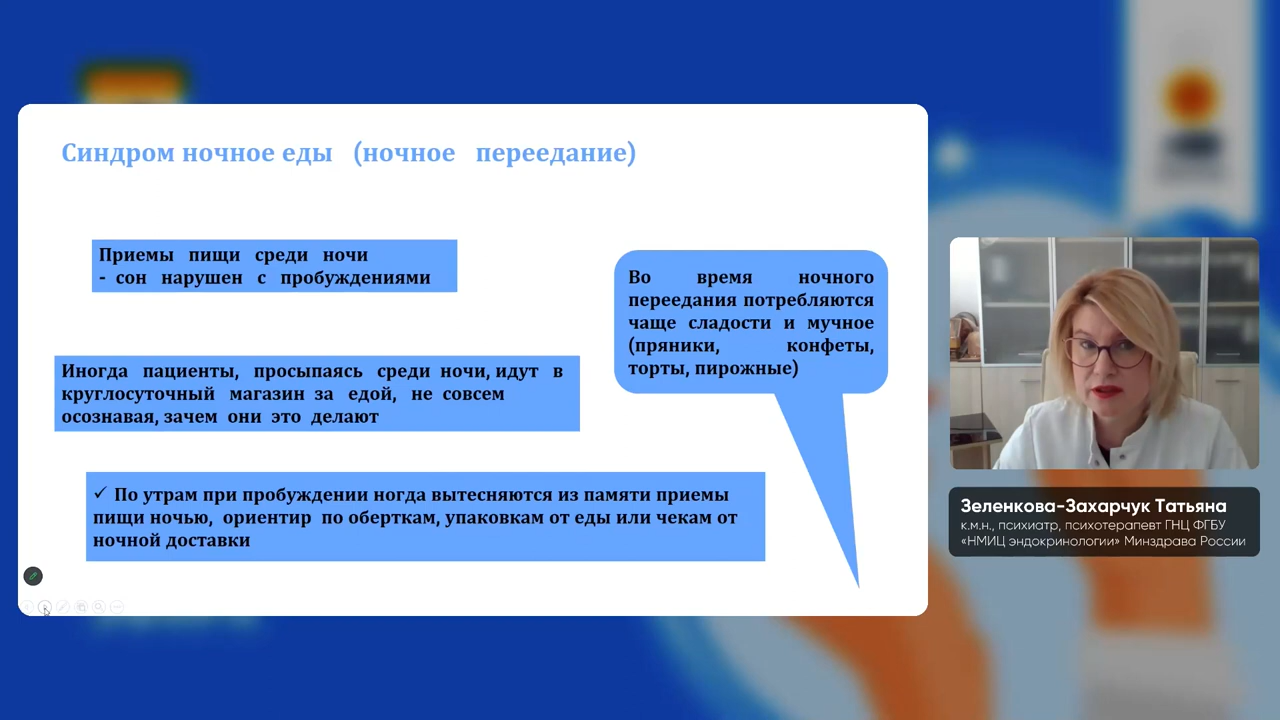 Синдром ночное еды (ночное переедание)
Приемы пищи среди ночи
- сон нарушен с пробуждениями
Во время ночного
переедания потребляются
чаще сладости и мучное
(пряники, конфеты,
торты, пирожные)
Иногда пациенты, просыпаясь среди ночи, идут в
круглосуточный магазин за едой, не совсем
осознавая, зачем они это делают
✓ По утрам при пробуждении ногда вытесняются из памяти приемы
пищи ночью, ориентир по оберткам, упаковкам от еды или чекам от
ночной доставки
Зеленкова-Захарчук Татьяна
к.м.н., психиатр, психотерапевт ГНЦ ФГБУ
«НМИЦ эндокринологии» Минздрава России